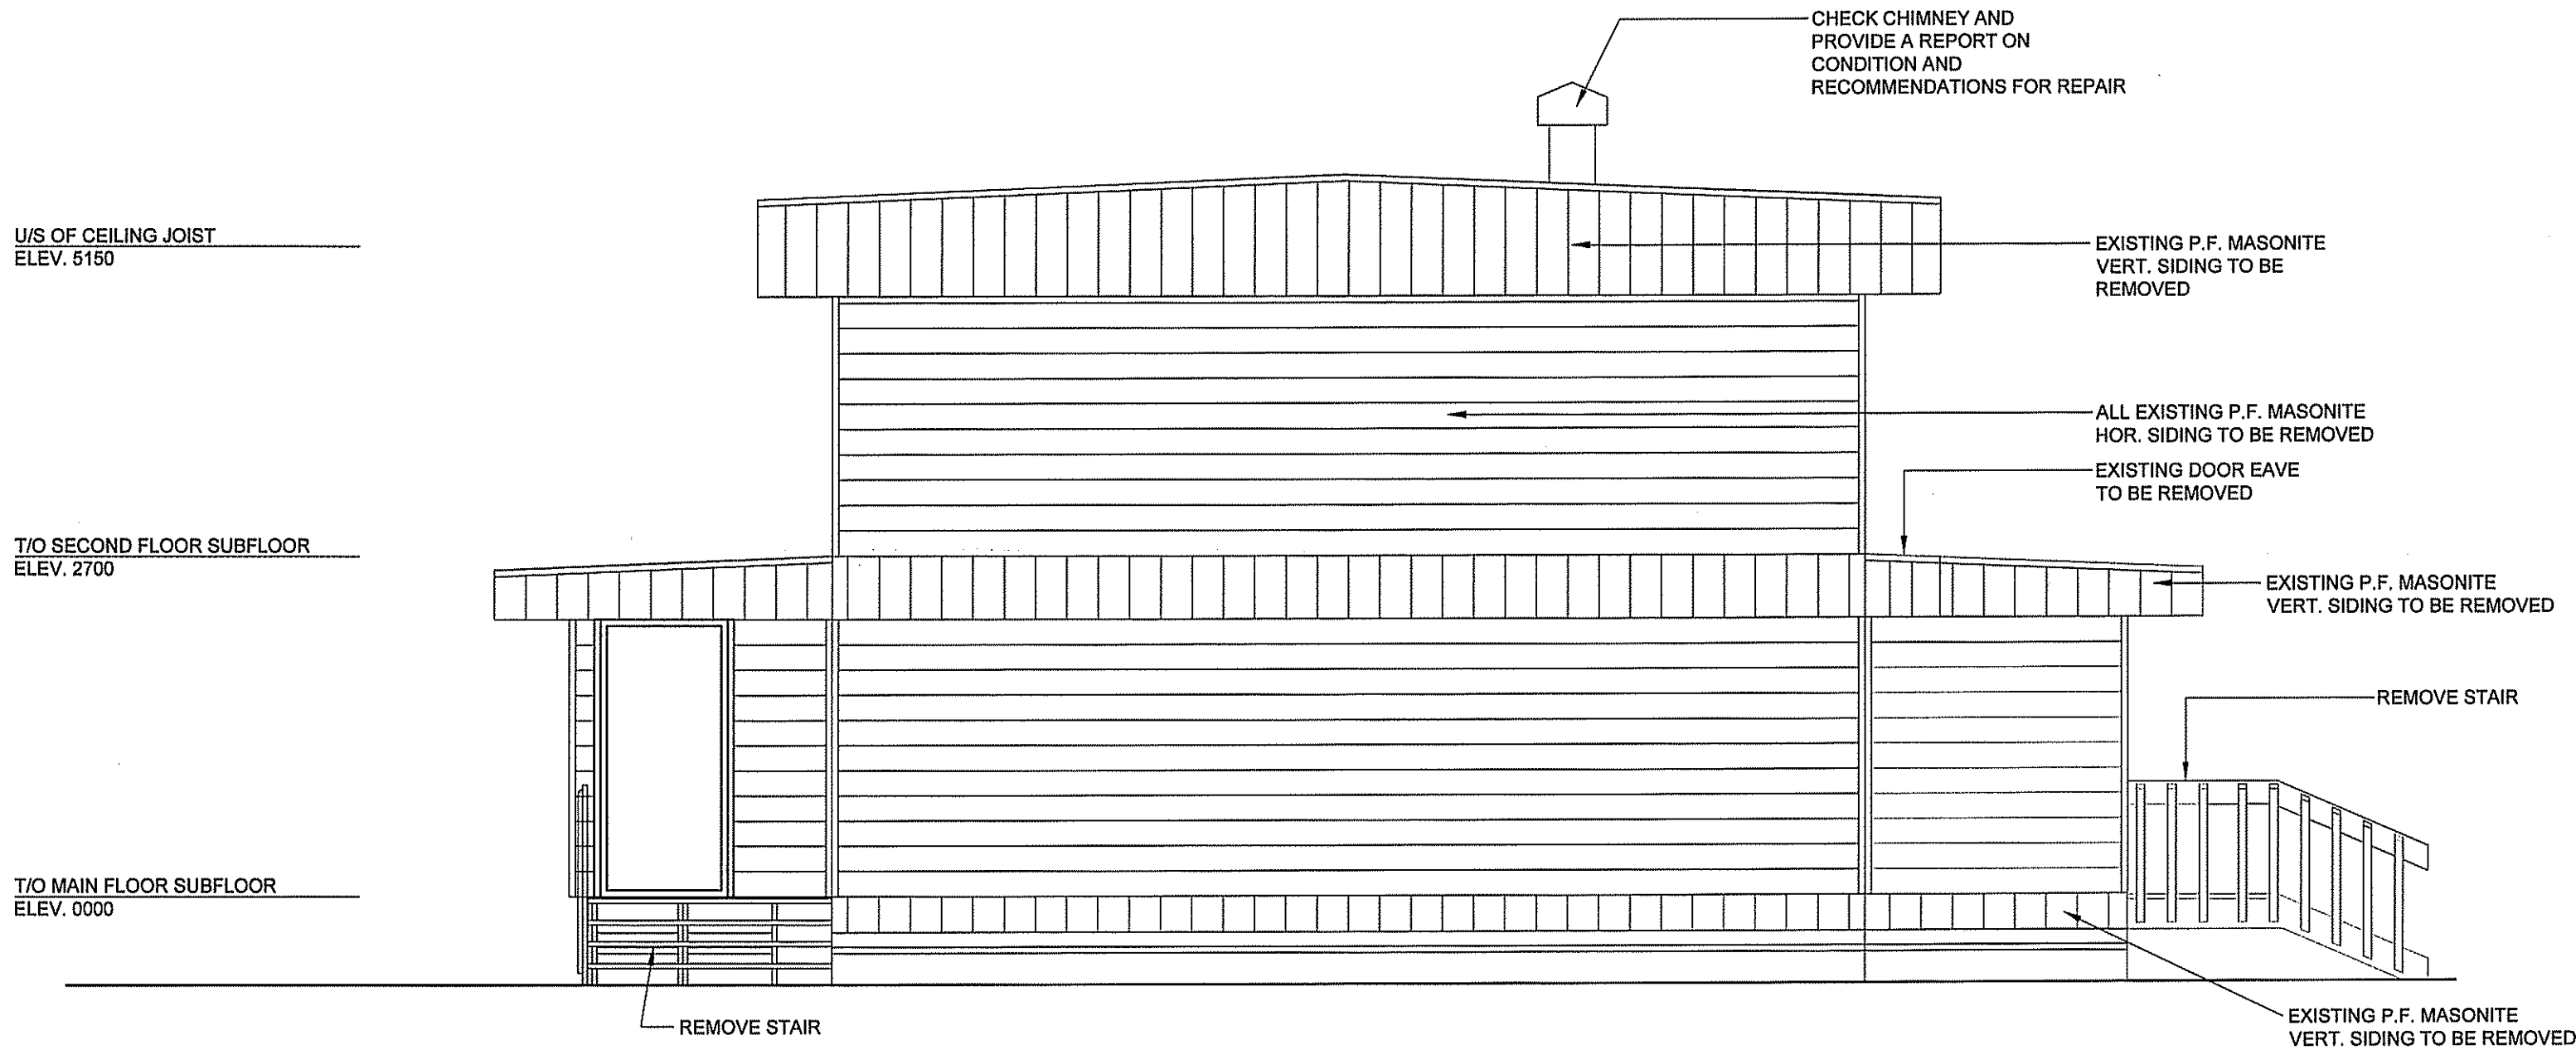 CHECK CHIMNEY AND
PROVIDE A REPORT ON
CONDITION AND
RECOMMENDATIONS FOR REPAIR
U/S OF CEILING JOIST
ELEV. 5150
EXISTING P.F. MASONITE
VERT. SIDING TO BE
REMOVED
ALL EXISTING P.F. MASONITE
HOR. SIDING TO BE REMOVED
EXISTING DOOR EAVE
TO BE REMOVED
T/O SECOND FLOOR SUBFLOOR
ELEV. 2700
EXISTING P.F. MASONITE
VERT. SIDING TO BE REMOVED
REMOVE STAIR
T/O MAIN FLOOR SUBFLOOR
ELEV. 0000
REMOVE STAIR
EXISTING P.F. MASONITE
VERT. SIDING TO BE REMOVED